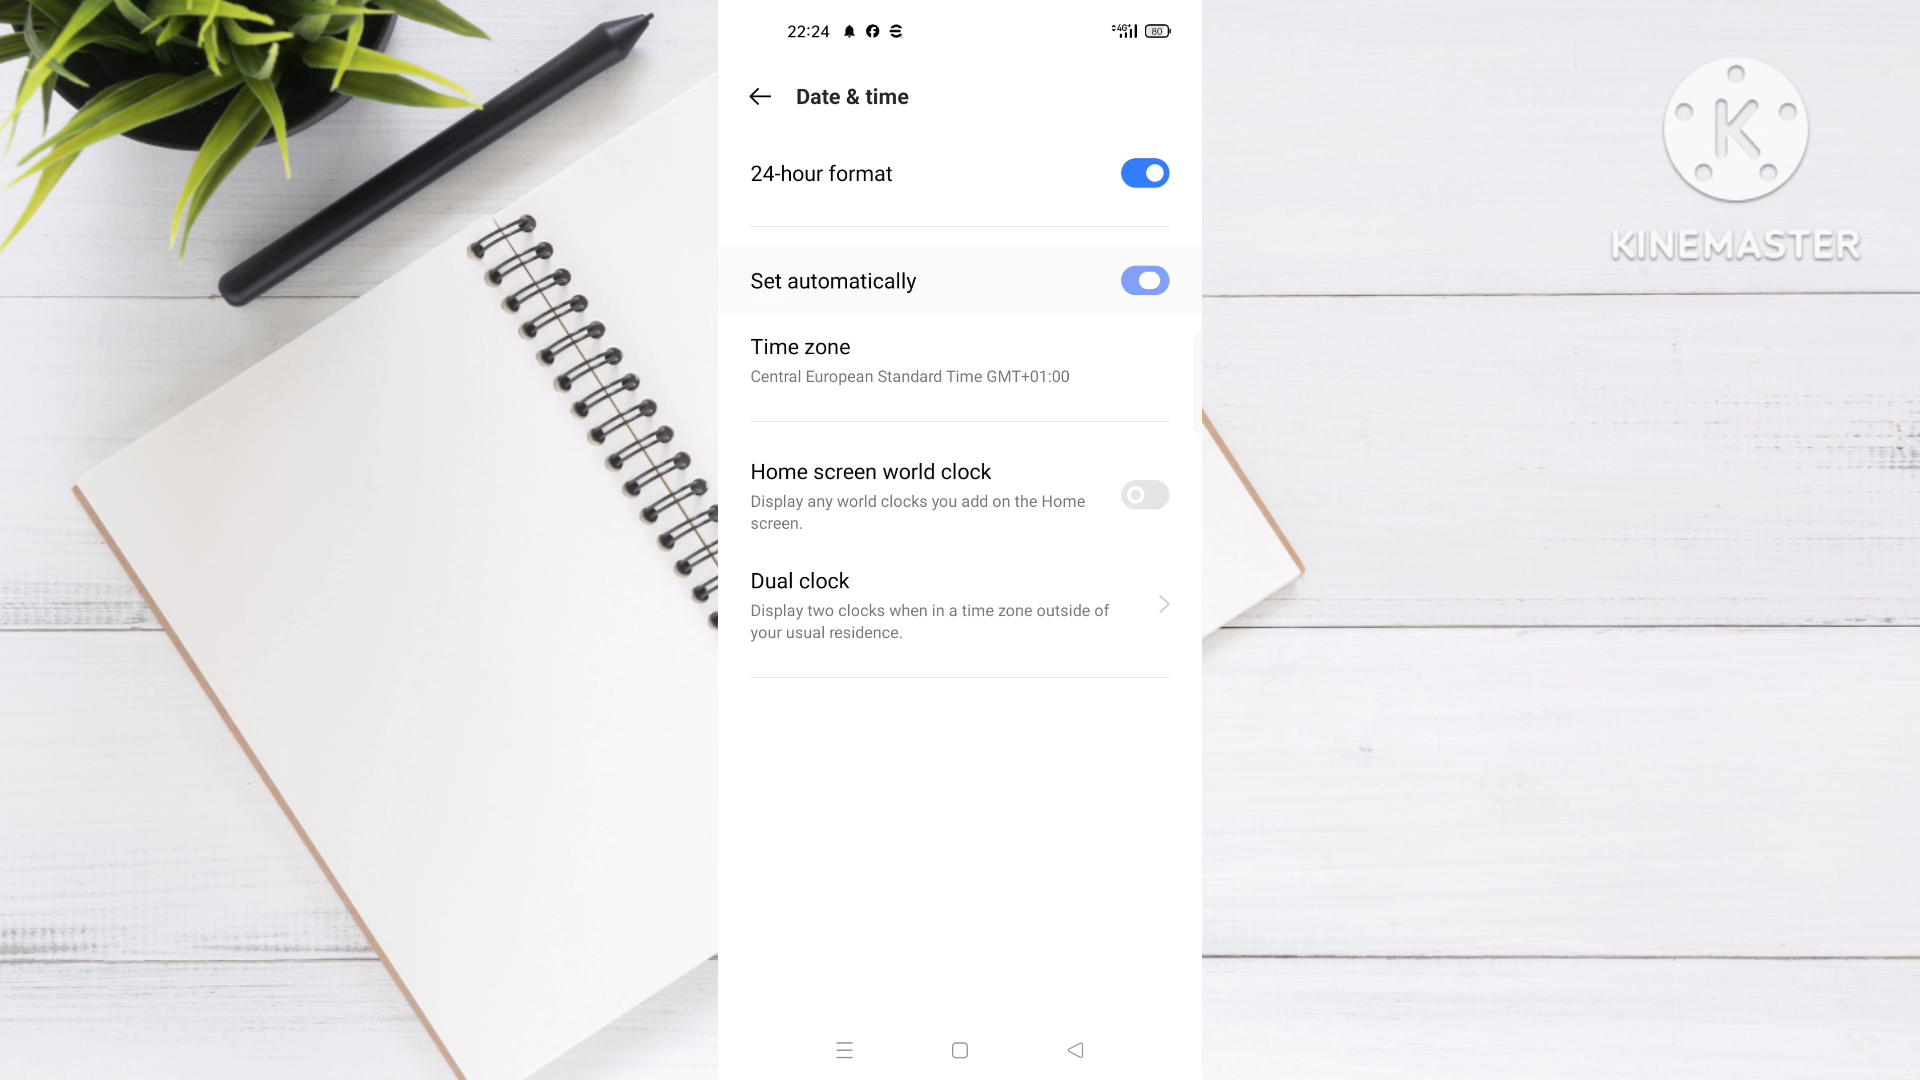 22:24
4G+
80
Date & time
24-hour format
Set automatically
Time zone
Central European Standard Time GMT+01:00
Home screen world clock
Display any world clocks you add on the Home
screen.
Dual clock
Display two clocks when in a time zone outside of
your usual residence.
K
KINEMASTER